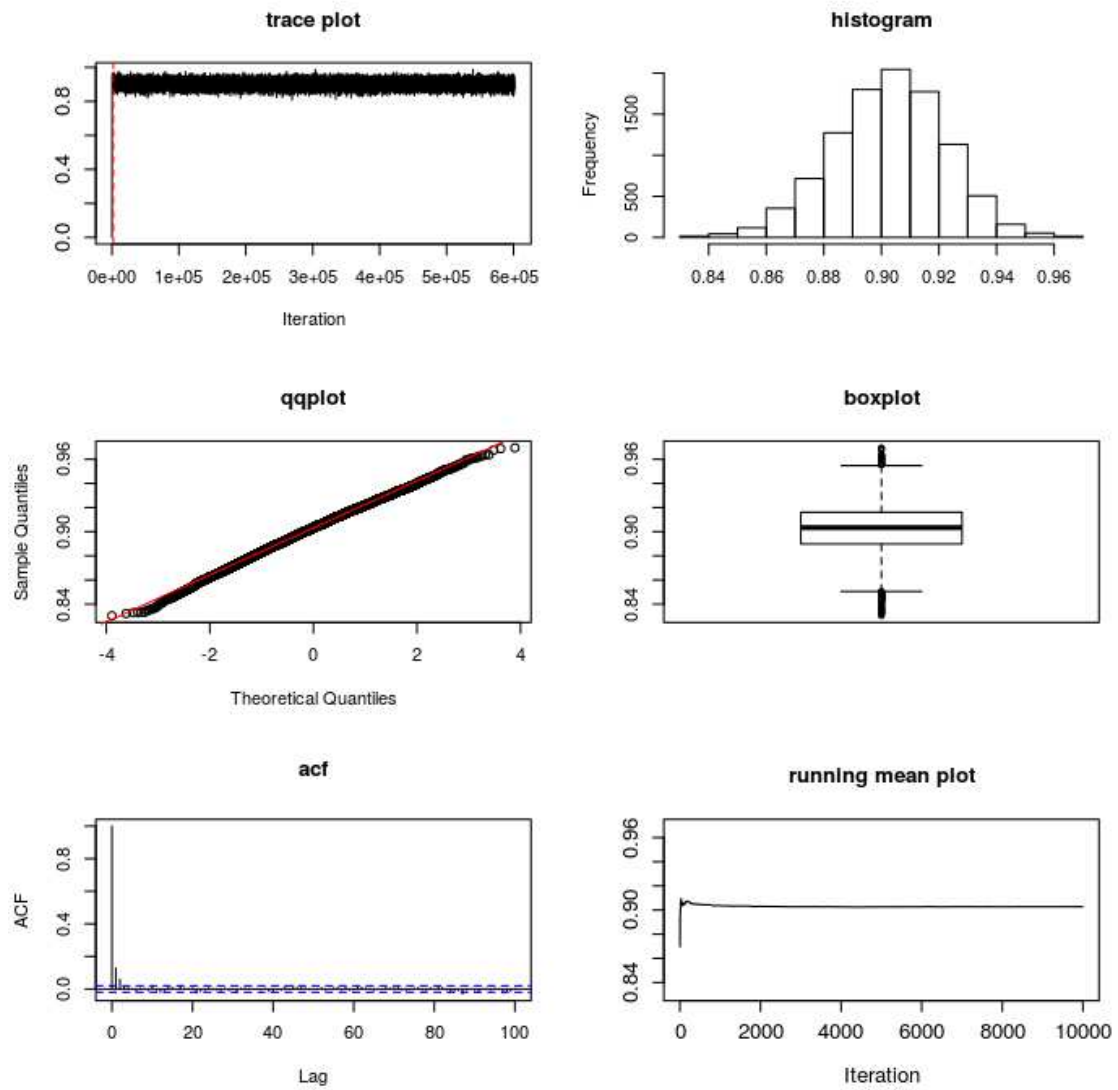 trace plot
0.0 0.4 0.8
0e+00 1e+05 2e+05 3e+05 4e+05 5e+05 6e+05
Iteration
histogram
Frequency
0 500 1500
0.84 0.86 0.88 0.90 0.92 0.94 0.96
qqplot
Sample Quantiles
0.84 0.90 0.96
-4 -2 0 2 4
Theoretical Quantiles
boxplot
0.84 0.90 0.96
acf
ACF
0.0 0.4 0.8
0 20 40 60 80 100
Lag
running mean plot
0.84 0.90 0.96
0 2000 4000 6000 8000 10000
Iteration